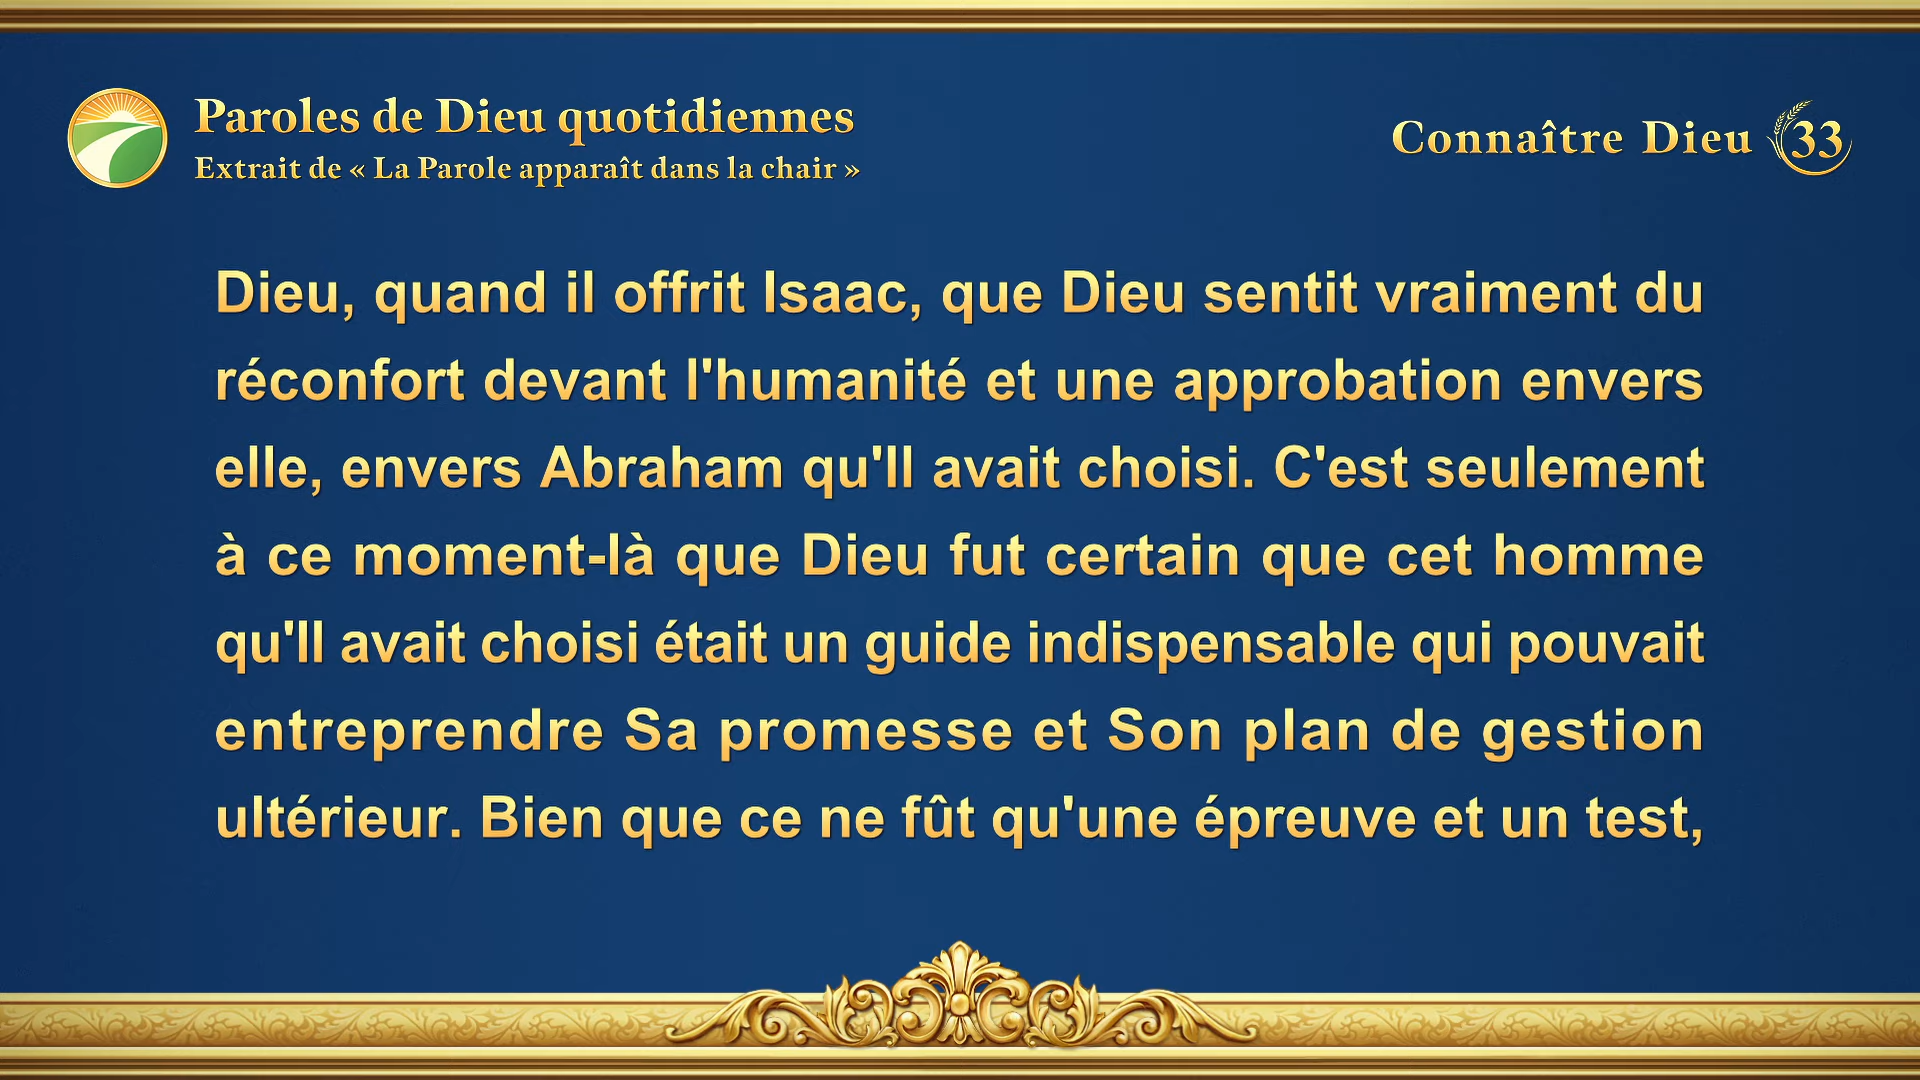 Paroles de Dieu quotidiennes
Extrait de « La Parole apparaît dans la chair »
Connaître Dieu 33
Dieu, quand il offrit Isaac, que Dieu sentit vraiment du
réconfort devant l'humanité et une approbation envers
elle, envers Abraham qu'Il avait choisi. C'est seulement
à ce moment-là que Dieu fut certain que cet homme
qu'Il avait choisi était un guide indispensable qui pouvait
entreprendre Sa promesse et Son plan de gestion
ultérieur. Bien que ce ne fût qu'une épreuve et un test,